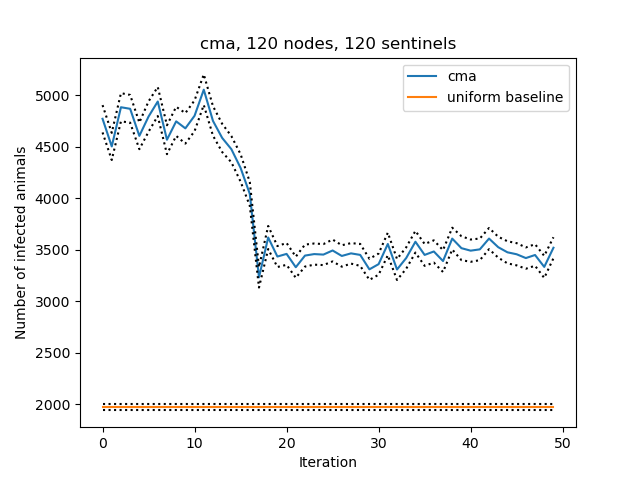 cma, 120 nodes, 120 sentinels
cma
uniform baseline
Number of infected animals
5000
4500
4000
3500
3000
2500
2000
0 10 20 30 40 50
Iteration